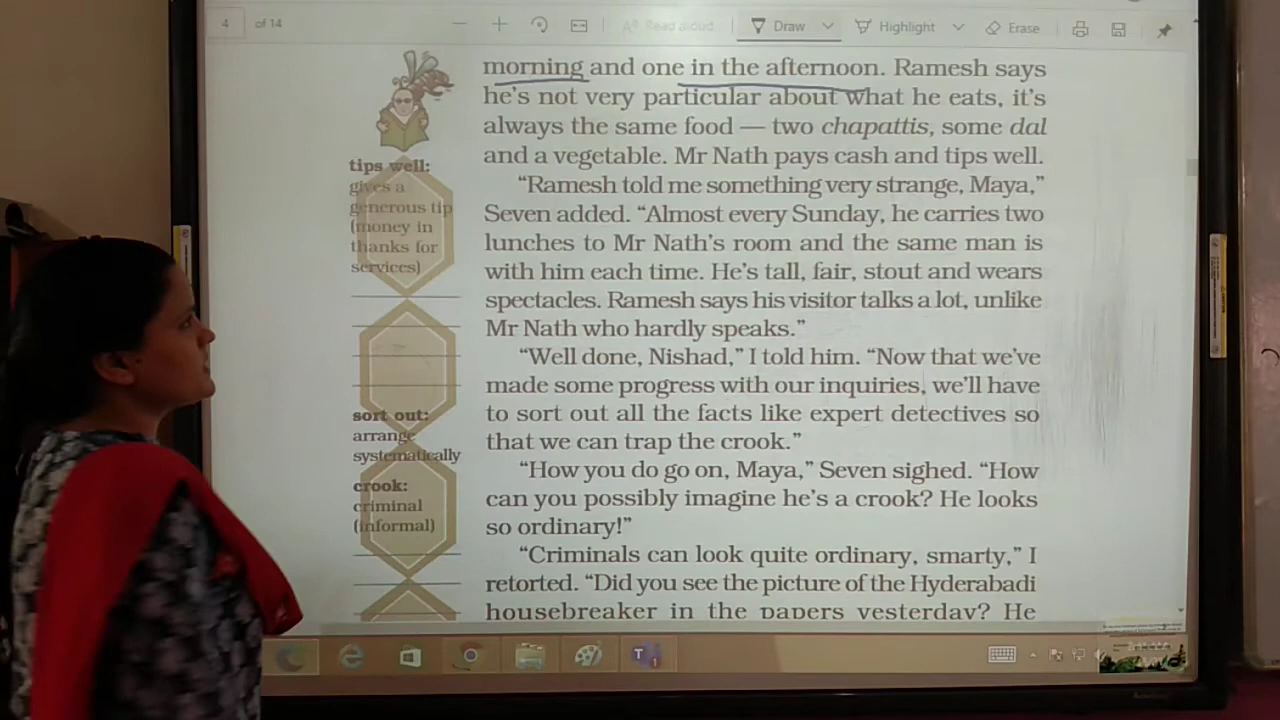 4 of 14
Read aloud
Draw
Highlight
Erase
morning and one in the afternoon. Ramesh says
he's not very particular about what he eats, it's
always the same food — two chapattis, some dal
and a vegetable. Mr Nath pays cash and tips well.
“Ramesh told me something very strange, Maya,”
Seven added. “Almost every Sunday, he carries two
lunches to Mr Nath's room and the same man is
with him each time. He's tall, fair, stout and wears
spectacles. Ramesh says his visitor talks a lot, unlike
Mr Nath who hardly speaks.”
“Well done, Nishad,” I told him. “Now that we've
made some progress with our inquiries, we'll have
to sort out all the facts like expert detectives so
that we can trap the crook.”
“How you do go on, Maya,” Seven sighed. “How
can you possibly imagine he's a crook? He looks
so ordinary!”
“Criminals can look quite ordinary, smarty,” I
retorted. “Did you see the picture of the Hyderabadi
housebreaker in the papers yesterday? He
tips well:
gives a
generous tip
(money in
thanks for
services)
sort out:
arrange
systematically
crook:
criminal
(informal)